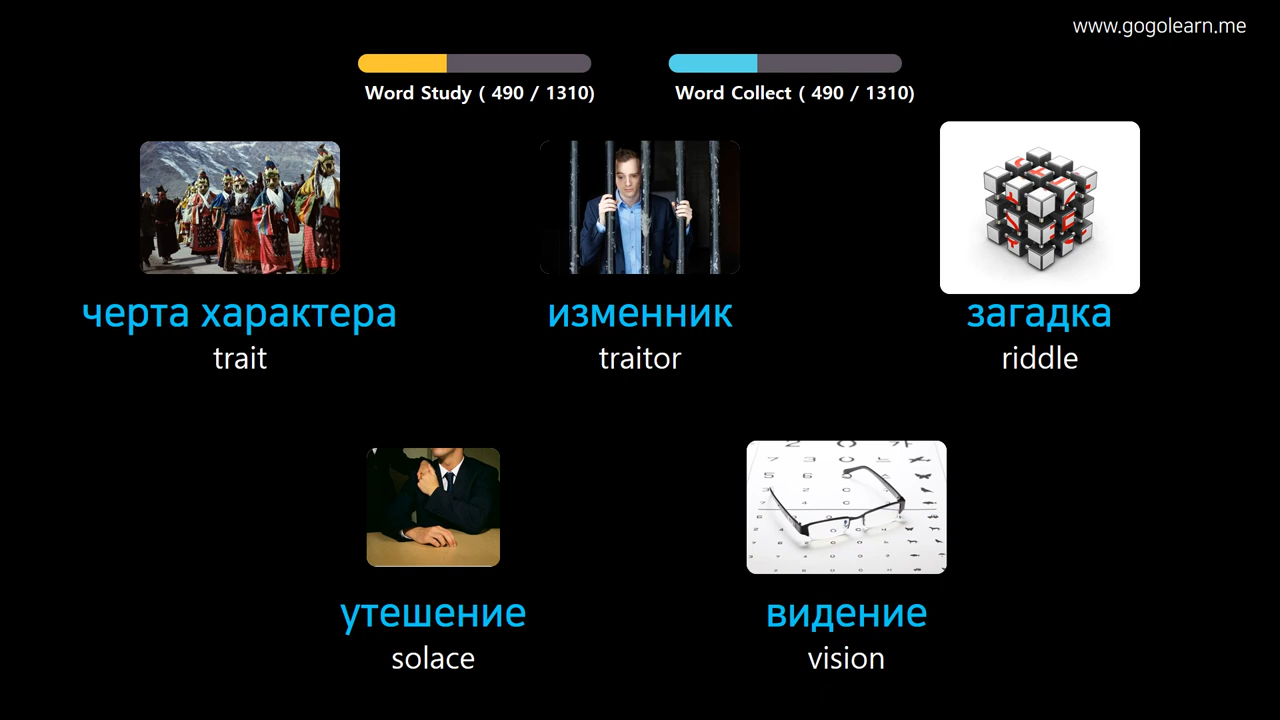 www.gogolearn.me
Word Study ( 490 / 1310)
Word Collect ( 490 / 1310)
черта характера
trait
изменник
traitor
загадка
riddle
утешение
solace
видение
vision